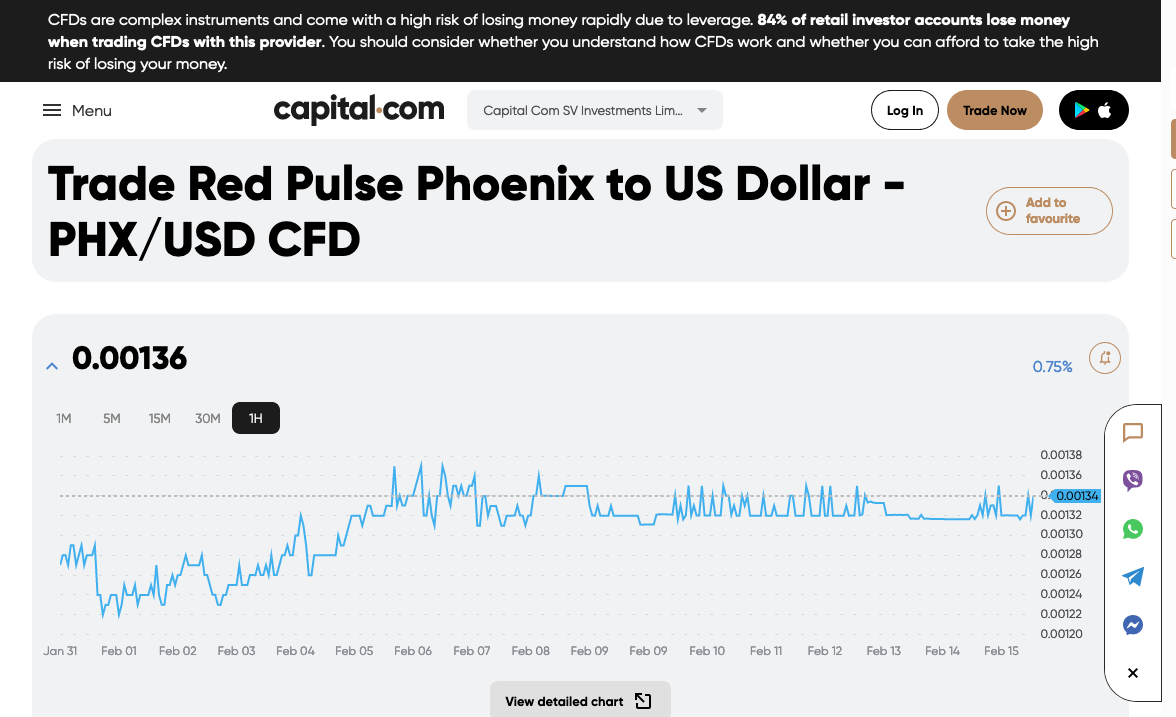 CFDs are complex instruments and come with a high risk of losing money rapidly due to leverage. 84% of retail investor accounts lose money
when trading CFDs with this provider. You should consider whether you understand how CFDs work and whether you can afford to take the high
risk of losing your money.
Menu
capital.com
Capital Com SV Investments Lim...
Log In
Trade Now
Trade Red Pulse Phoenix to US Dollar -
PHX/USD CFD
Add to
favourite
0.00136
0.75%
1M 5M 15M 30M 1H
0.00138
0.00136
0.00134
0.00132
0.00130
0.00128
0.00126
0.00124
0.00122
0.00120
Jan 31 Feb 01 Feb 02 Feb 03 Feb 04 Feb 05 Feb 06 Feb 07 Feb 08 Feb 09 Feb 09 Feb 10 Feb 11 Feb 12 Feb 13 Feb 14 Feb 15
View detailed chart